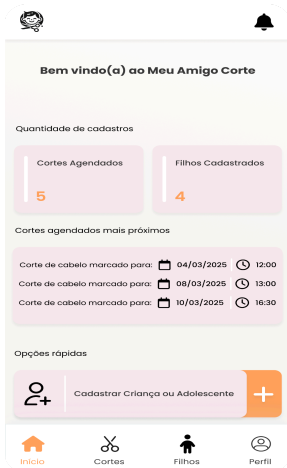 Bem vindo(a) ao Meu Amigo Corte
Quantidade de cadastros
Cortes Agendados
5
Filhos Cadastrados
4
Cortes agendados mais próximos
Corte de cabelo marcado para: 04/03/2025 12:00
Corte de cabelo marcado para: 08/03/2025 13:00
Corte de cabelo marcado para: 10/03/2025 16:30
Opções rápidas
Cadastrar Criança ou Adolescente
Início Cortes Filhos Perfil